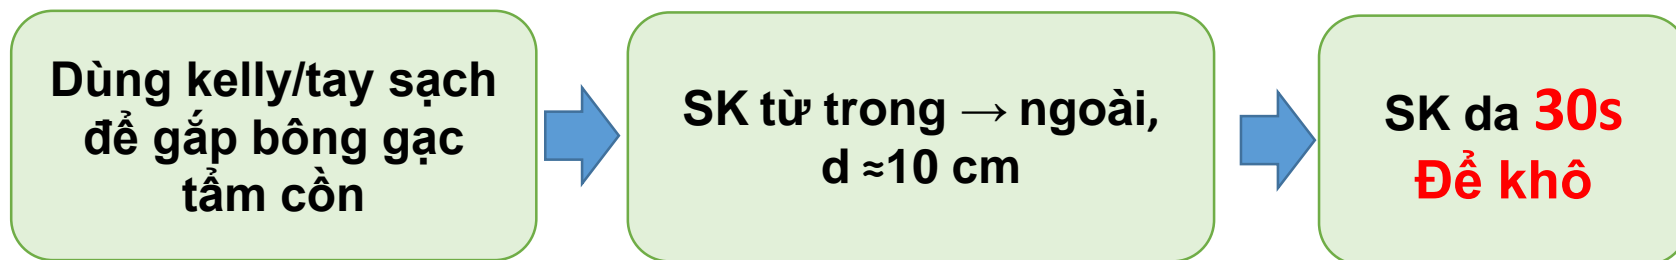 Dùng kelly/tay sạch
để gắp bông gạc
tẩm cồn
SK từ trong → ngoài,
d ≈10 cm
SK da 30s
Để khô